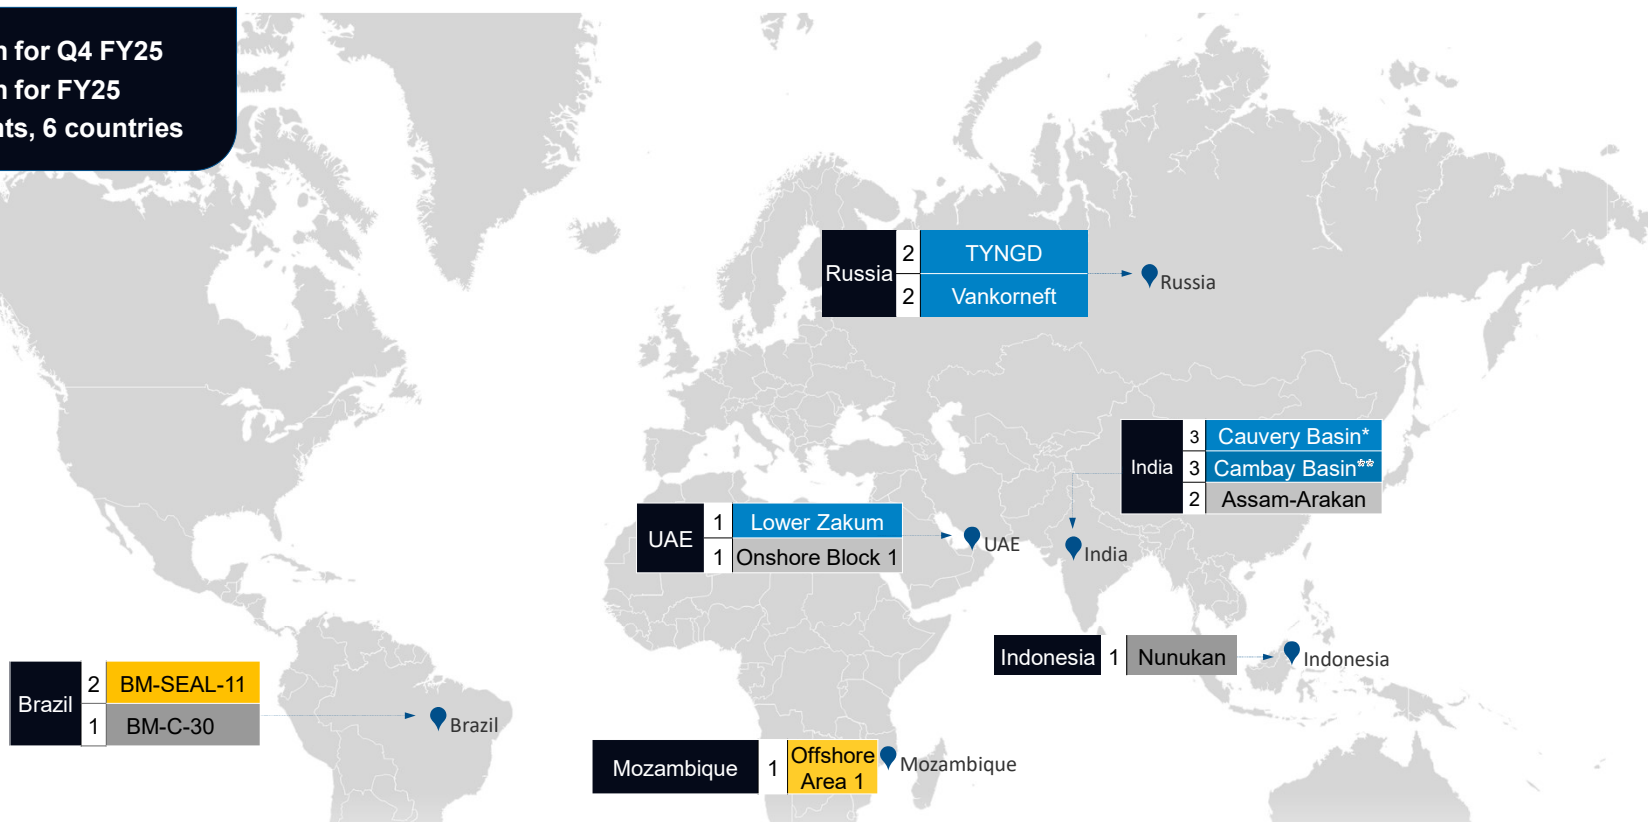 for Q4 FY25
for FY25
6 countries
Russia
2 TYNGD
2 Vankorneft
Russia
India
3 Cauvery Basin*
3 Cambay Basin**
2 Assam-Arakan
UAE
1 Lower Zakum
1 Onshore Block 1
UAE
India
Indonesia 1 Nunukan
Indonesia
Brazil
2 BM-SEAL-11
1 BM-C-30
Brazil
Mozambique 1 Offshore
Area 1
Mozambique